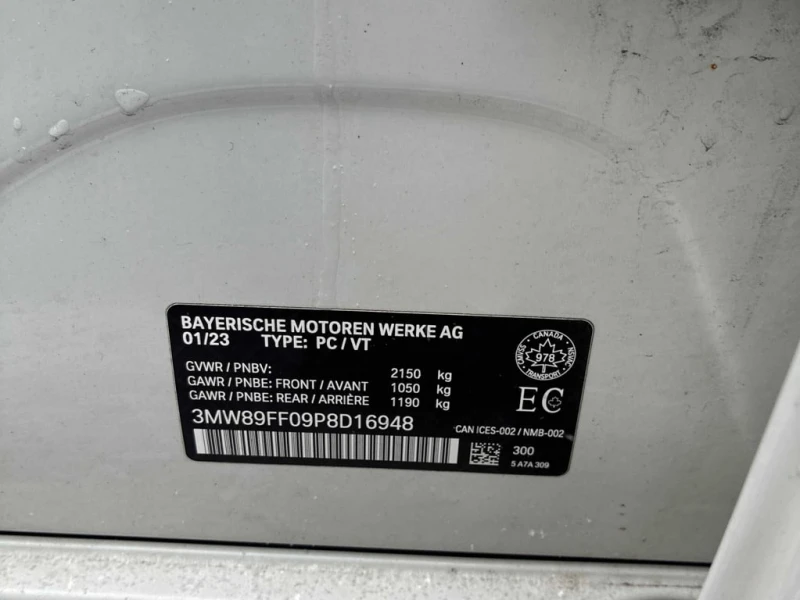 BAYERISCHE MOTOREN WERKE AG
01/23 TYPE: PC / VT
GVWR / PNBV: 2150 kg
GAWR / PNBE: FRONT / AVANT 1050 kg
GAWR / PNBE: REAR / ARRIÈRE 1190 kg
3MW89FF09P8D16948
CANADA
CMVSS 978 NSVAC
TRANSPORT
EC
CAN ICES-002 / NMB-002
300
5 A7A 309